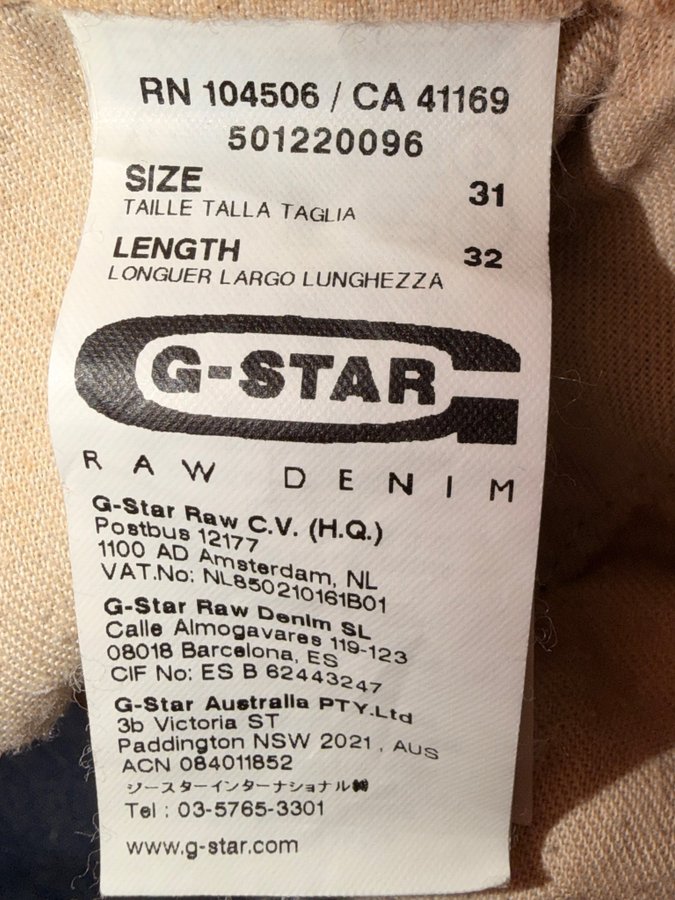 RN 104506 / CA 41169
501220096
SIZE 31
TAILLE TALLA TAGLIA
LENGTH 32
LONGUER LARGO LUNGHEZZA
G-STAR
RAW DENIM
G-Star Raw C.V. (H.Q.)
Postbus 12177
1100 AD Amsterdam, NL
VAT.No: NL850210161B01
G-Star Raw Denim SL
Calle Almogavares 119-123
08018 Barcelona, ES
CIF No: ES B 62443247
G-Star Australia PTY.Ltd
3b Victoria ST
Paddington NSW 2021, AUS
ACN 084011852
ジースターインターナショナル㈱
Tel : 03-5765-3301
www.g-star.com